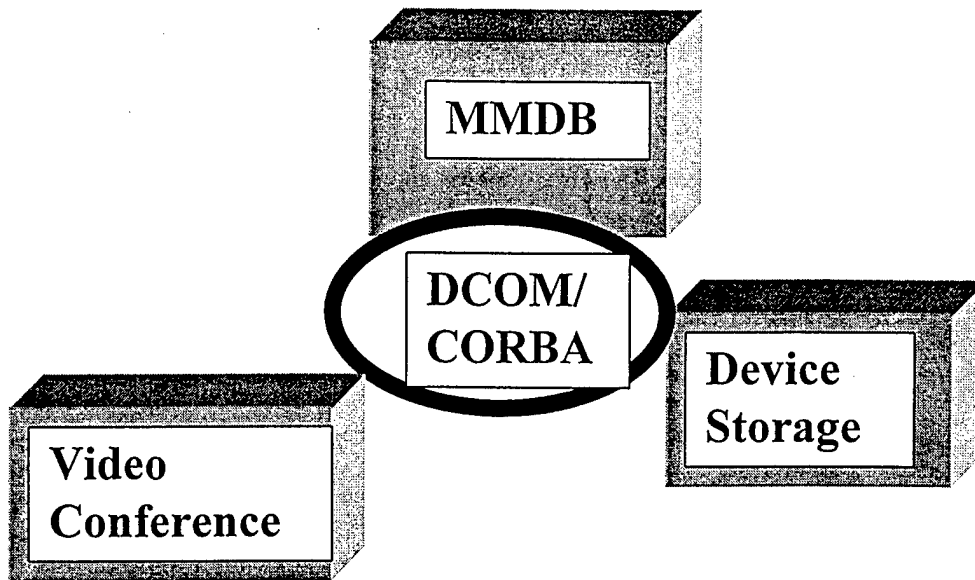 MMDB
DCOM/
CORBA
Device
Storage
Video
Conference